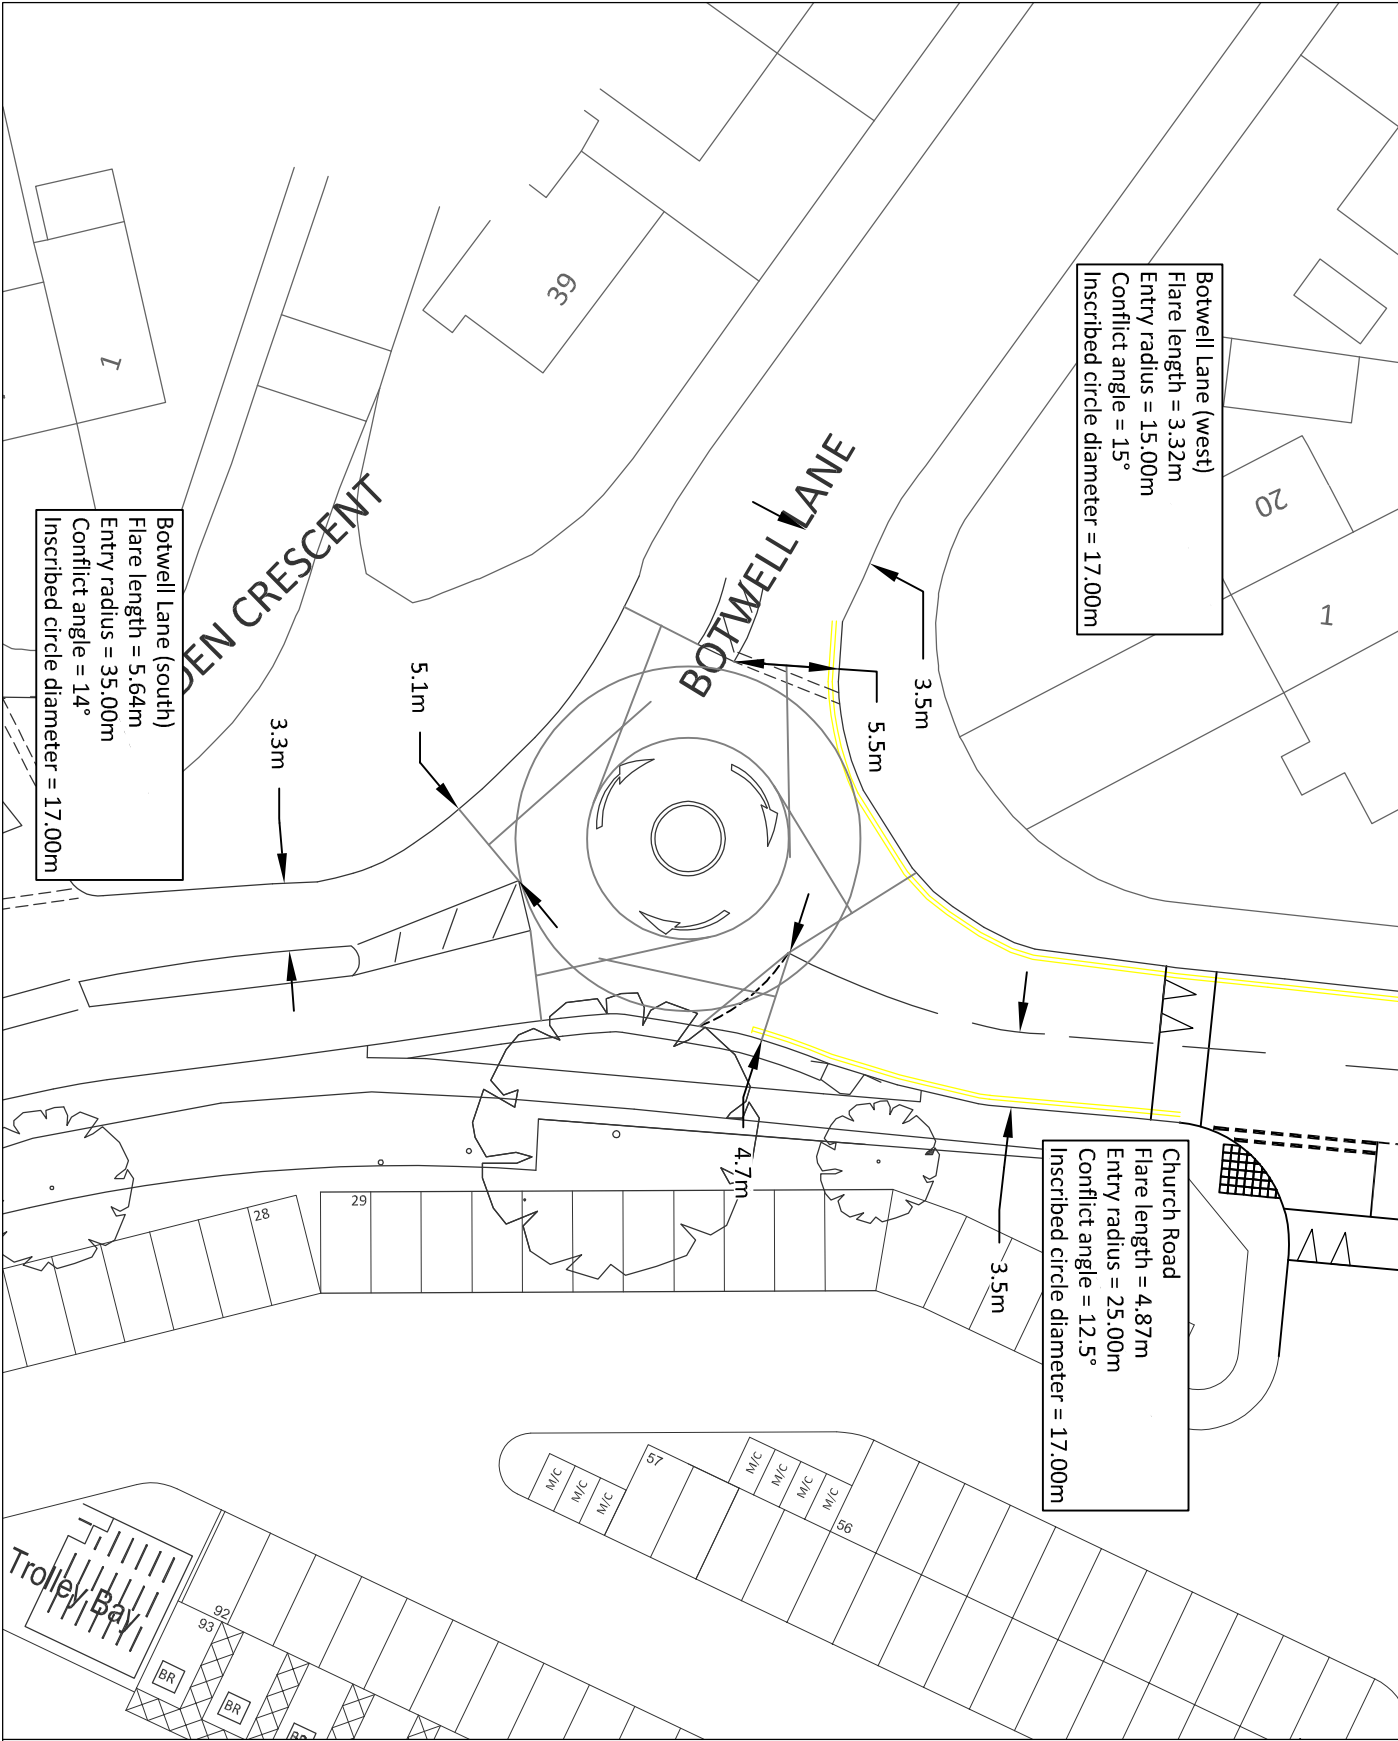 Botwell Lane (west)
Flare length = 3.32m
Entry radius = 15.00m
Conflict angle = 15°
Inscribed circle diameter = 17.00m
39
1
20
1
BOTWELL LANE
DEN CRESCENT
Botwell Lane (south)
Flare length = 5.64m
Entry radius = 35.00m
Conflict angle = 14°
Inscribed circle diameter = 17.00m
3.5m
5.5m
5.1m
3.3m
4.7m
3.5m
Church Road
Flare length = 4.87m
Entry radius = 25.00m
Conflict angle = 12.5°
Inscribed circle diameter = 17.00m
29
28
57
M/C
M/C
M/C
M/C
M/C
M/C
M/C
56
Trolley Bay
92
93
BR
BR